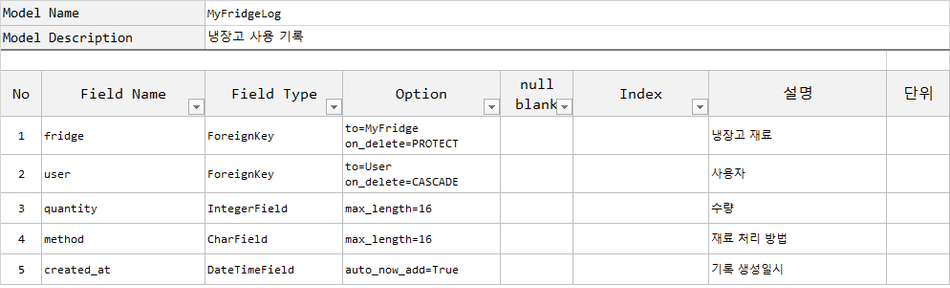 Model Name MyFridgeLog
Model Description 냉장고 사용 기록
No Field Name Field Type Option null blank Index 설명 단위
1 fridge ForeignKey to=MyFridge on_delete=PROTECT 냉장고 재료
2 user ForeignKey to=User on_delete=CASCADE 사용자
3 quantity IntegerField max_length=16 수량
4 method CharField max_length=16 재료 처리 방법
5 created_at DateTimeField auto_now_add=True 기록 생성일시